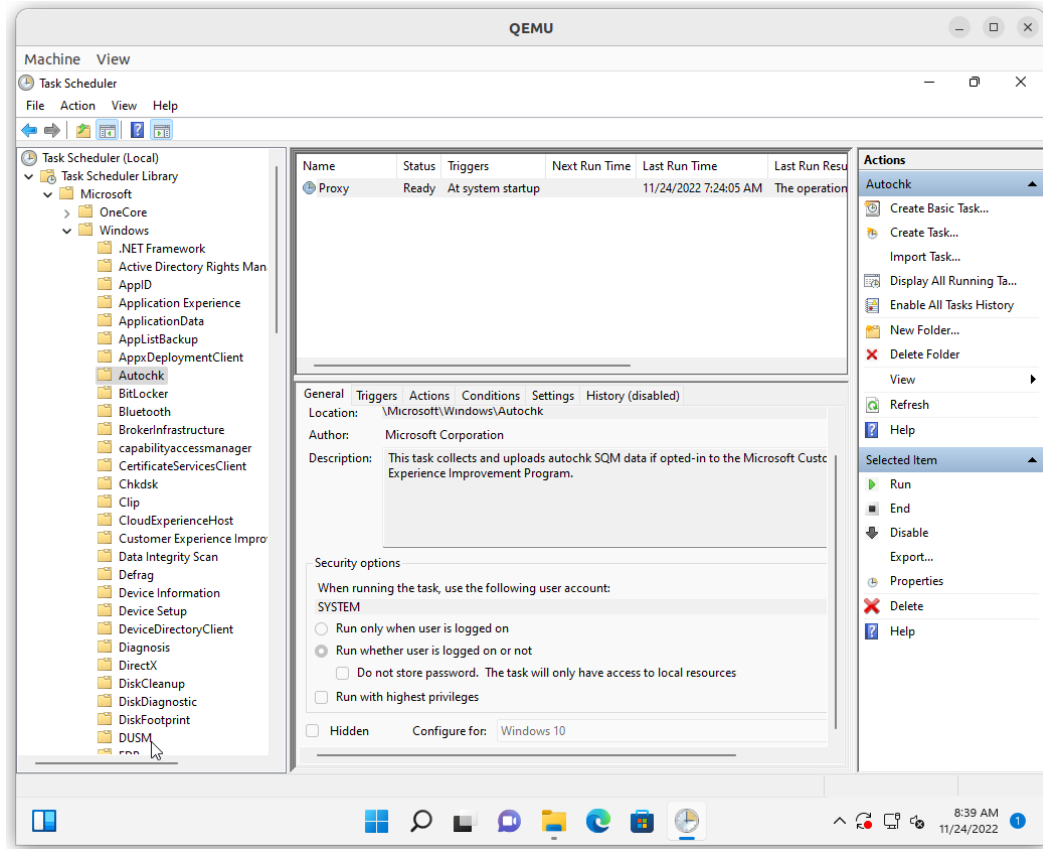 QEMU
Machine View
Task Scheduler
File Action View Help
Task Scheduler (Local)
Task Scheduler Library
Microsoft
OneCore
Windows
.NET Framework
Active Directory Rights Man
AppID
Application Experience
ApplicationData
AppListBackup
AppxDeploymentClient
Autochk
BitLocker
Bluetooth
BrokerInfrastructure
capabilityaccessmanager
CertificateServicesClient
Chkdsk
Clip
CloudExperienceHost
Customer Experience Impro
Data Integrity Scan
Defrag
Device Information
Device Setup
DeviceDirectoryClient
Diagnosis
DirectX
DiskCleanup
DiskDiagnostic
DiskFootprint
DUSM
Name Status Triggers Next Run Time Last Run Time Last Run Resu
Proxy Ready At system startup 11/24/2022 7:24:05 AM The operation
General Triggers Actions Conditions Settings History (disabled)
Location: \Microsoft\Windows\Autochk
Author: Microsoft Corporation
Description: This task collects and uploads autochk SQM data if opted-in to the Microsoft Custo
Experience Improvement Program.
Security options
When running the task, use the following user account:
SYSTEM
Run only when user is logged on
Run whether user is logged on or not
Do not store password. The task will only have access to local resources
Run with highest privileges
Hidden Configure for: Windows 10
Actions
Autochk
Create Basic Task...
Create Task...
Import Task...
Display All Running Ta...
Enable All Tasks History
New Folder...
Delete Folder
View
Refresh
Help
Selected Item
Run
End
Disable
Export...
Properties
Delete
Help
8:39 AM
11/24/2022
1